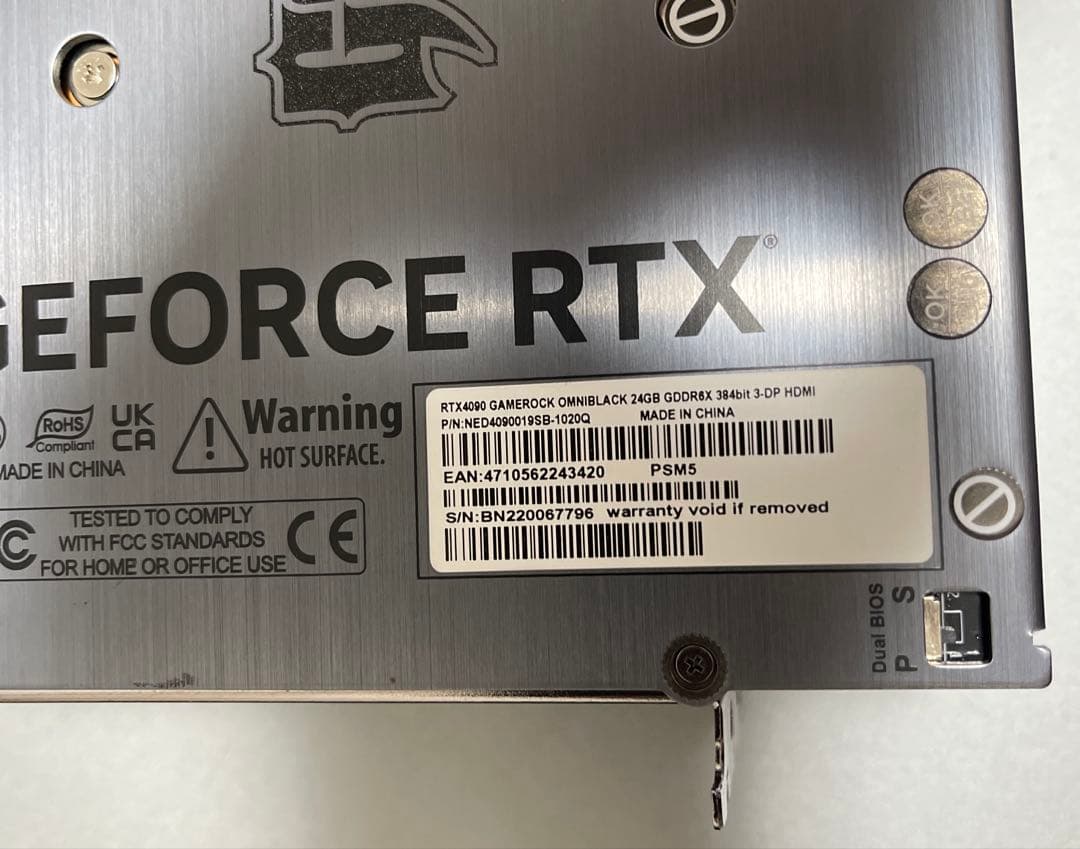 GEFORCE RTX®
RTX4090 GAMEROCK OMNIBLACK 24GB GDDR6X 384bit 3-DP HDMI
P/N:NED4090019SB-1020Q MADE IN CHINA
EAN:4710562243420 PSM5
S/N:BN220067796 warranty void if removed
RoHS
Compliant
UK
CA
MADE IN CHINA
Warning
HOT SURFACE.
TESTED TO COMPLY
WITH FCC STANDARDS
FOR HOME OR OFFICE USE
CE
OK
OK
Dual BIOS
P S